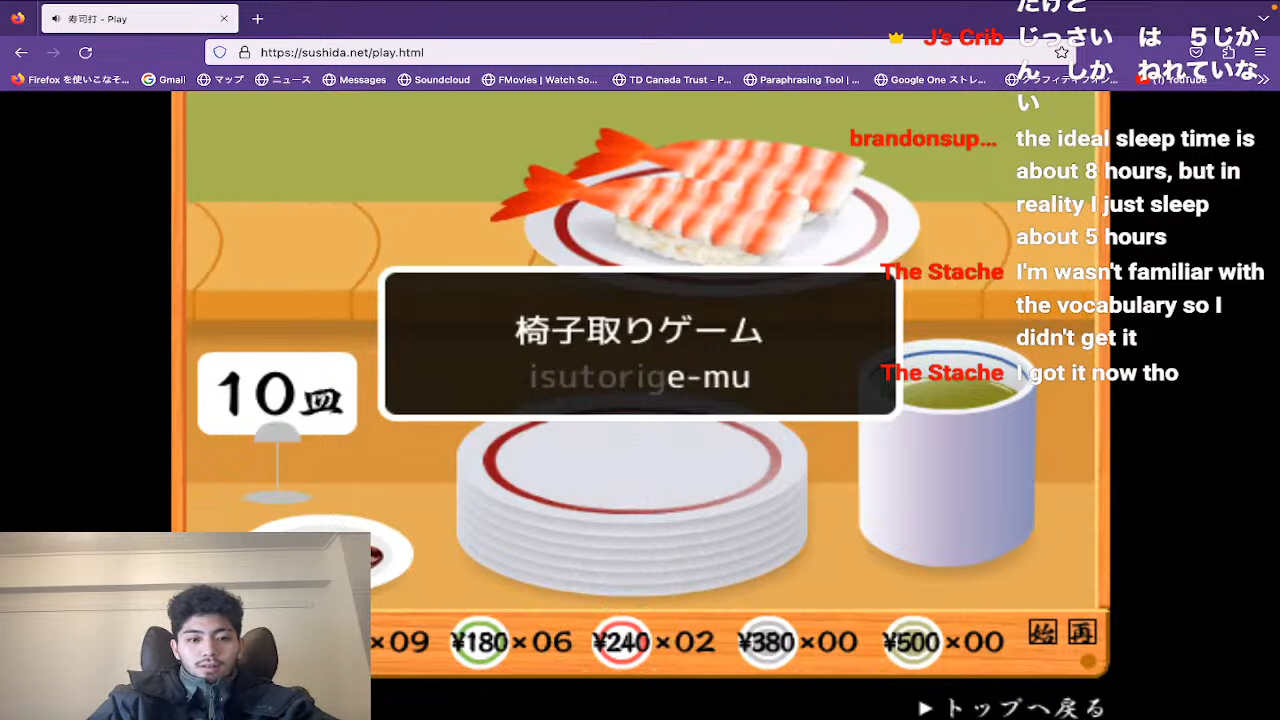 寿司打 - Play
https://sushida.net/play.html
Firefox を使いこなそ...
Gmail
マップ
ニュース
Messages
Soundcloud
FMovies | Watch So...
TD Canada Trust - P...
Paraphrasing Tool |...
Google One ストレ...
(1) YouTube
だけど
J's Crib じっさい は 5じか
ん しか ねれていな
い
brandonsup... the ideal sleep time is
about 8 hours, but in
reality I just sleep
about 5 hours
The Stache I'm wasn't familiar with
the vocabulary so I
didn't get it
The Stache I got it now tho
椅子取りゲーム
isutorige-mu
10皿
×09 ¥180×06 ¥240×02 ¥380×00 ¥500×00 始 再
▶トップへ戻る